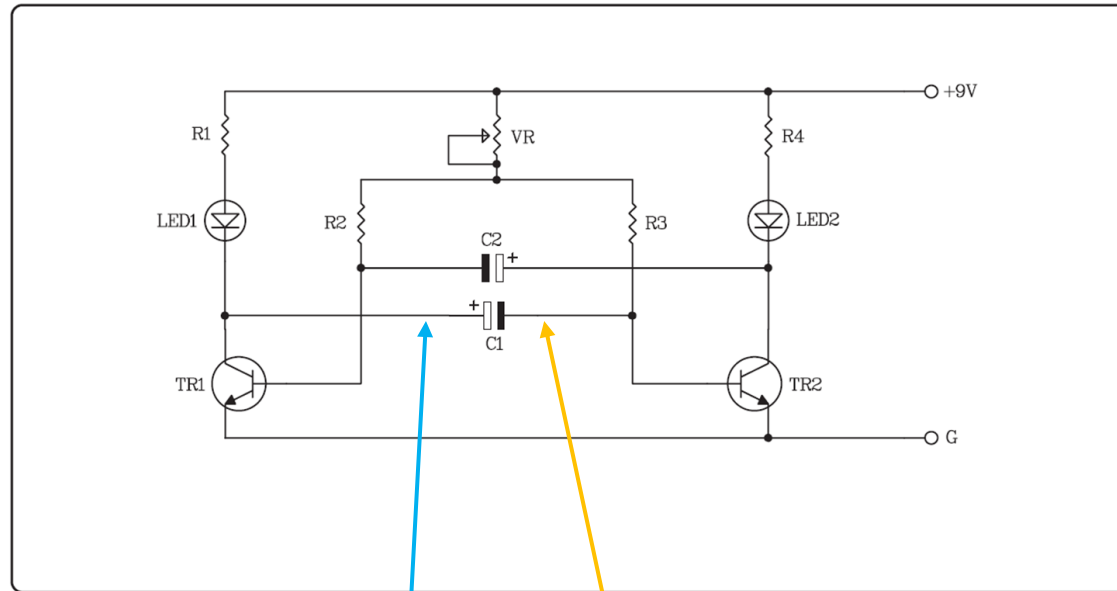 +9V
R1
VR
R4
LED1
R2
R3
LED2
C2
+
+
C1
TR1
TR2
G